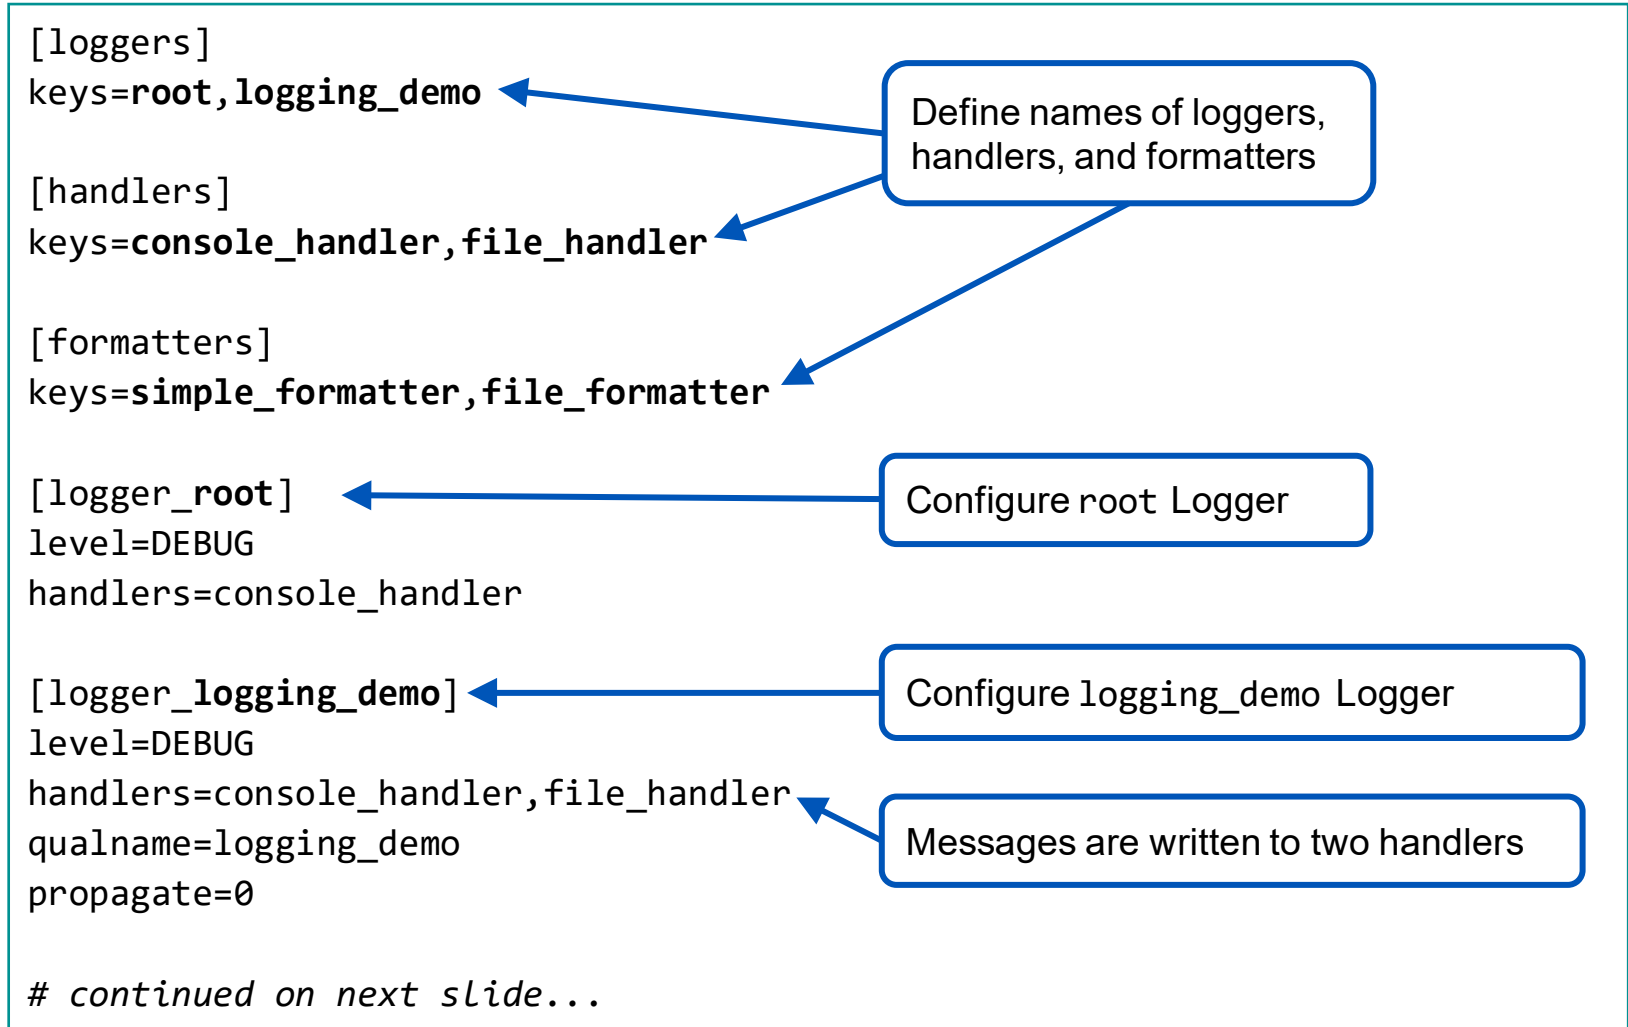 [loggers]
keys=root,logging_demo
Define names of loggers,
handlers, and formatters
[handlers]
keys=console_handler,file_handler
[formatters]
keys=simple_formatter,file_formatter
[logger_root]
Configure root Logger
level=DEBUG
handlers=console_handler
[logger_logging_demo]
Configure logging_demo Logger
level=DEBUG
handlers=console_handler,file_handler
Messages are written to two handlers
qualname=logging_demo
propagate=0
# continued on next slide...